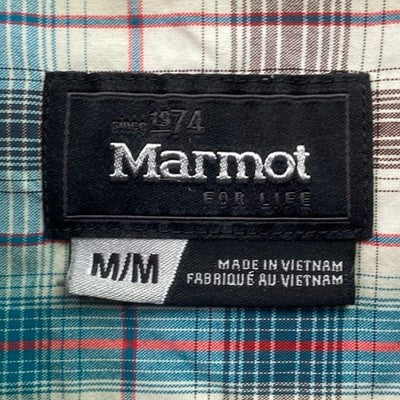 since 1974
Marmot
FOR LIFE
M/M
MADE IN VIETNAM
FABRIQUÉ AU VIETNAM